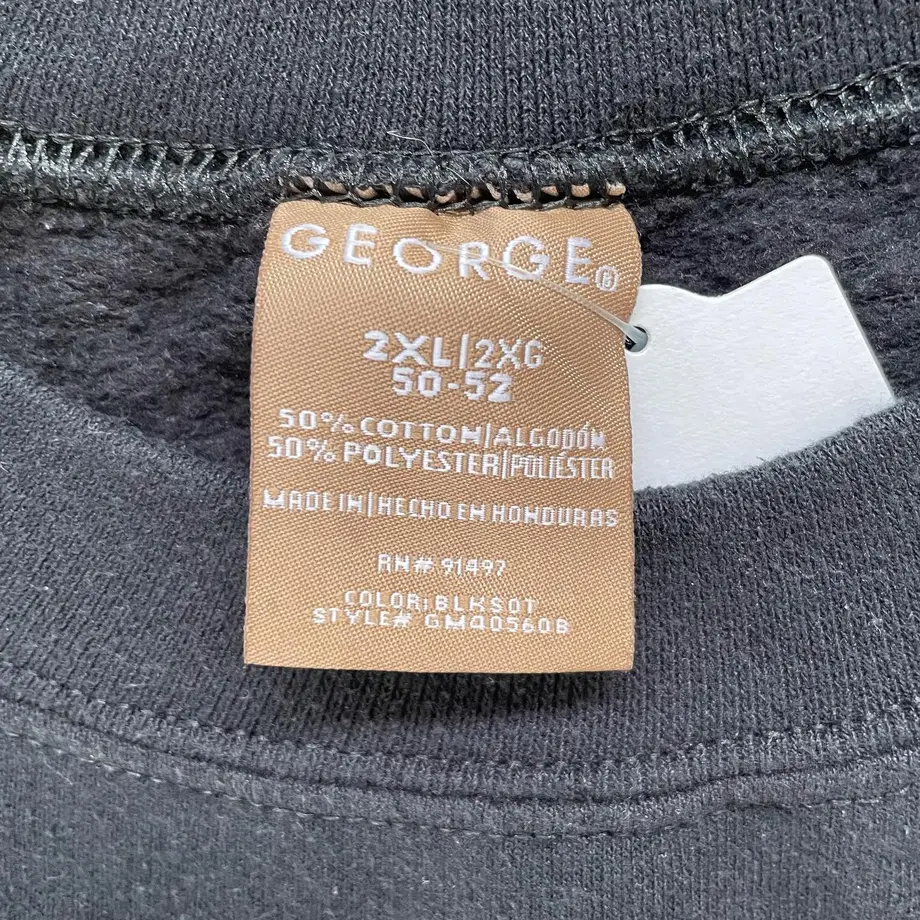 GEORGE®
2XL|2XG
50-52
50% COTTON|ALGODÓN
50% POLYESTER|POLIÉSTER
MADE IN|HECHO EN HONDURAS
RN# 91497
COLOR: BLKSOT
STYLE# GM40560B